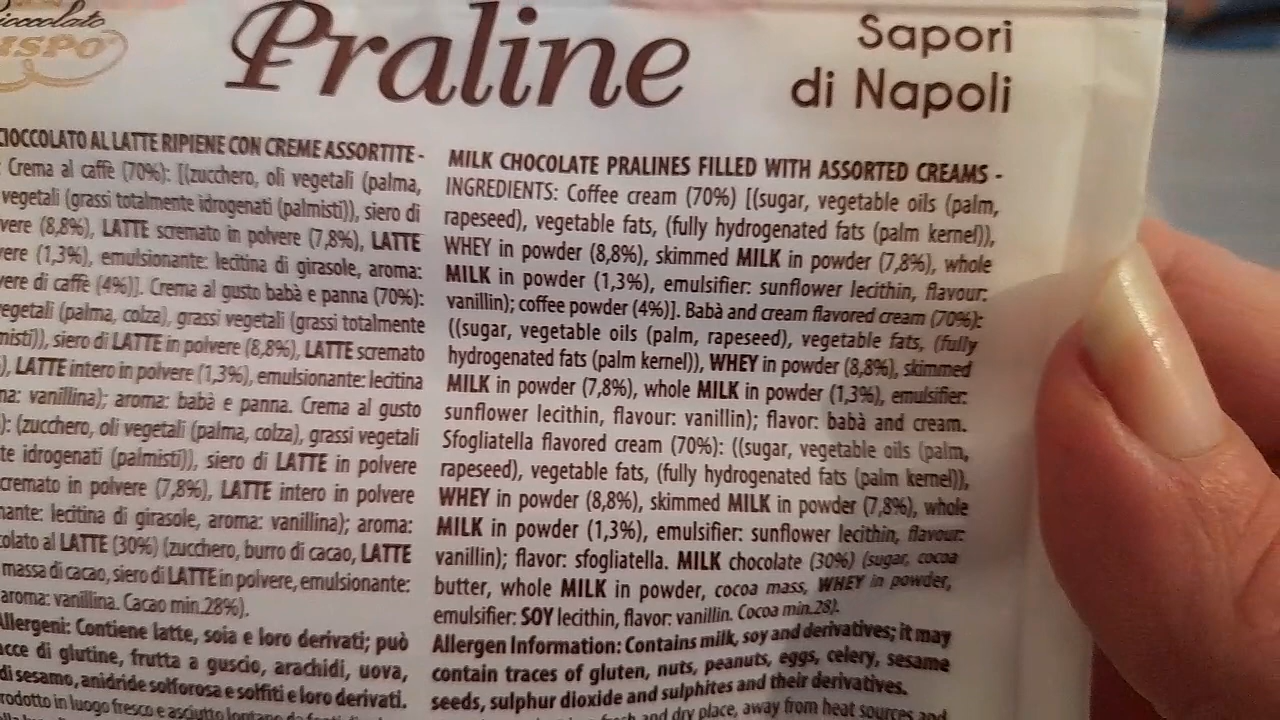 Praline
Sapori
di Napoli
CIOCCOLATO AL LATTE RIPIENE CON CREME ASSORTITE -
Crema al caffè (70%): [(zucchero, oli vegetali (palma,
vegetali (grassi totalmente idrogenati (palmisti)), siero di
(8,8%), LATTE scremato in polvere (7,8%), LATTE
(1,3%), emulsionante: lecitina di girasole, aroma:
di caffè (4%)]. Crema al gusto babà e panna (70%):
vegetali (palma, colza), grassi vegetali (grassi totalmente
siero di LATTE in polvere (8,8%), LATTE scremato
LATTE intero in polvere (1,3%), emulsionante: lecitina
vanillina); aroma: babà e panna. Crema al gusto
(zucchero, oli vegetali (palma, colza), grassi vegetali
idrogenati (palmisti)), siero di LATTE in polvere
(7,8%), LATTE intero in polvere
lecitina di girasole, aroma: vanillina); aroma:
al LATTE (30%) (zucchero, burro di cacao, LATTE
massa di cacao, siero di LATTE in polvere, emulsionante:
aroma: vanillina. Cacao min.28%).
Allergeni: Contiene latte, soia e loro derivati; può
di glutine, frutta a guscio, arachidi, uova,
di sesamo, anidride solforosa e solfiti e loro derivati.
in luogo fresco e asciutto lontano da fonti di
MILK CHOCOLATE PRALINES FILLED WITH ASSORTED CREAMS -
INGREDIENTS: Coffee cream (70%) [(sugar, vegetable oils (palm,
rapeseed), vegetable fats, (fully hydrogenated fats (palm kernel)),
WHEY in powder (8,8%), skimmed MILK in powder (7,8%), whole
MILK in powder (1,3%), emulsifier: sunflower lecithin, flavour:
vanillin); coffee powder (4%)]. Babà and cream flavored cream (70%):
((sugar, vegetable oils (palm, rapeseed), vegetable fats, (fully
hydrogenated fats (palm kernel)), WHEY in powder (8,8%), skimmed
MILK in powder (7,8%), whole MILK in powder (1,3%), emulsifier:
sunflower lecithin, flavour: vanillin); flavor: babà and cream.
Sfogliatella flavored cream (70%): ((sugar, vegetable oils (palm,
rapeseed), vegetable fats, (fully hydrogenated fats (palm kernel)),
WHEY in powder (8,8%), skimmed MILK in powder (7,8%), whole
MILK in powder (1,3%), emulsifier: sunflower lecithin, flavour:
vanillin); flavor: sfogliatella. MILK chocolate (30%) (sugar, cocoa
butter, whole MILK in powder, cocoa mass, WHEY in powder,
emulsifier: SOY lecithin, flavor: vanillin. Cocoa min.28).
Allergen Information: Contains milk, soy and derivatives; it may
contain traces of gluten, nuts, peanuts, eggs, celery, sesame
seeds, sulphur dioxide and sulphites and their derivatives.
and dry place, away from heat sources and